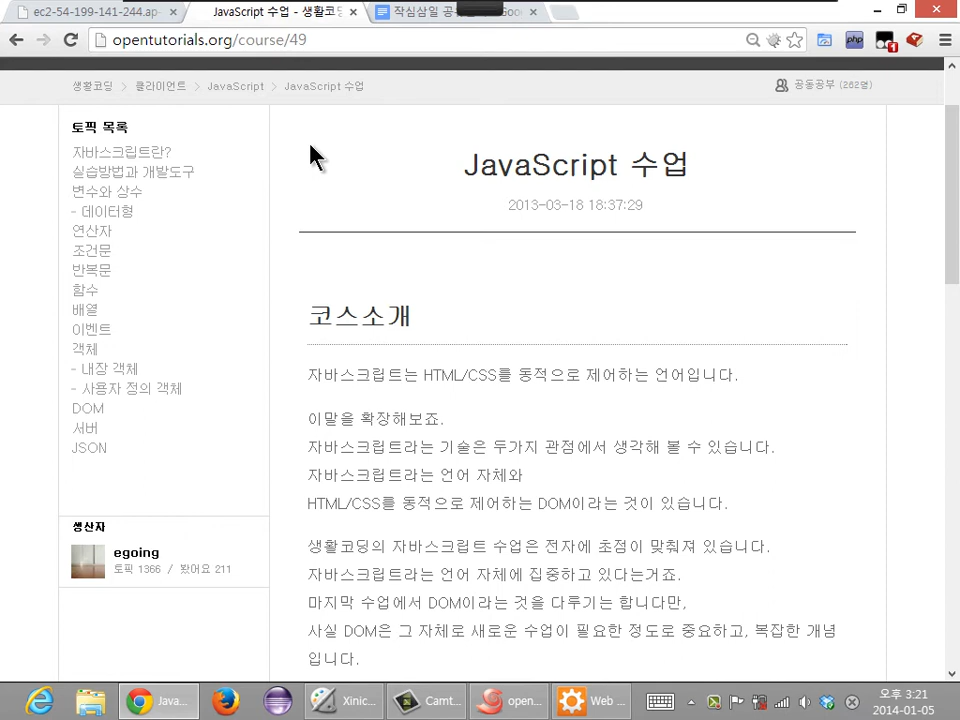 ec2-54-199-141-244.ap-
JavaScript 수업 - 생활코딩
작심삼일 공
opentutorials.org/course/49
php
1
생활코딩 > 클라이언트 > JavaScript > JavaScript 수업
공동공부 (262명)
토픽 목록
자바스크립트란?
실습방법과 개발도구
변수와 상수
- 데이터형
연산자
조건문
반복문
함수
배열
이벤트
객체
- 내장 객체
- 사용자 정의 객체
DOM
서버
JSON
생산자
egoing
토픽 1366 / 봤어요 211
JavaScript 수업
2013-03-18 18:37:29
코스소개
자바스크립트는 HTML/CSS를 동적으로 제어하는 언어입니다.
이말을 확장해보죠.
자바스크립트라는 기술은 두가지 관점에서 생각해 볼 수 있습니다.
자바스크립트라는 언어 자체와
HTML/CSS를 동적으로 제어하는 DOM이라는 것이 있습니다.
생활코딩의 자바스크립트 수업은 전자에 초점이 맞춰져 있습니다.
자바스크립트라는 언어 자체에 집중하고 있다는거죠.
마지막 수업에서 DOM이라는 것을 다루기는 합니다만,
사실 DOM은 그 자체로 새로운 수업이 필요한 정도로 중요하고, 복잡한 개념
입니다.
Java...
Xinic...
Camt...
open...
Web ...
오후 3:21
2014-01-05